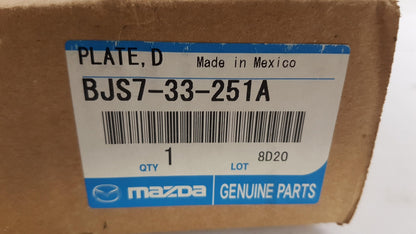 PLATE,D Made in Mexico
BJS7-33-251A
QTY 1 LOT 8D20
mazda GENUINE PARTS